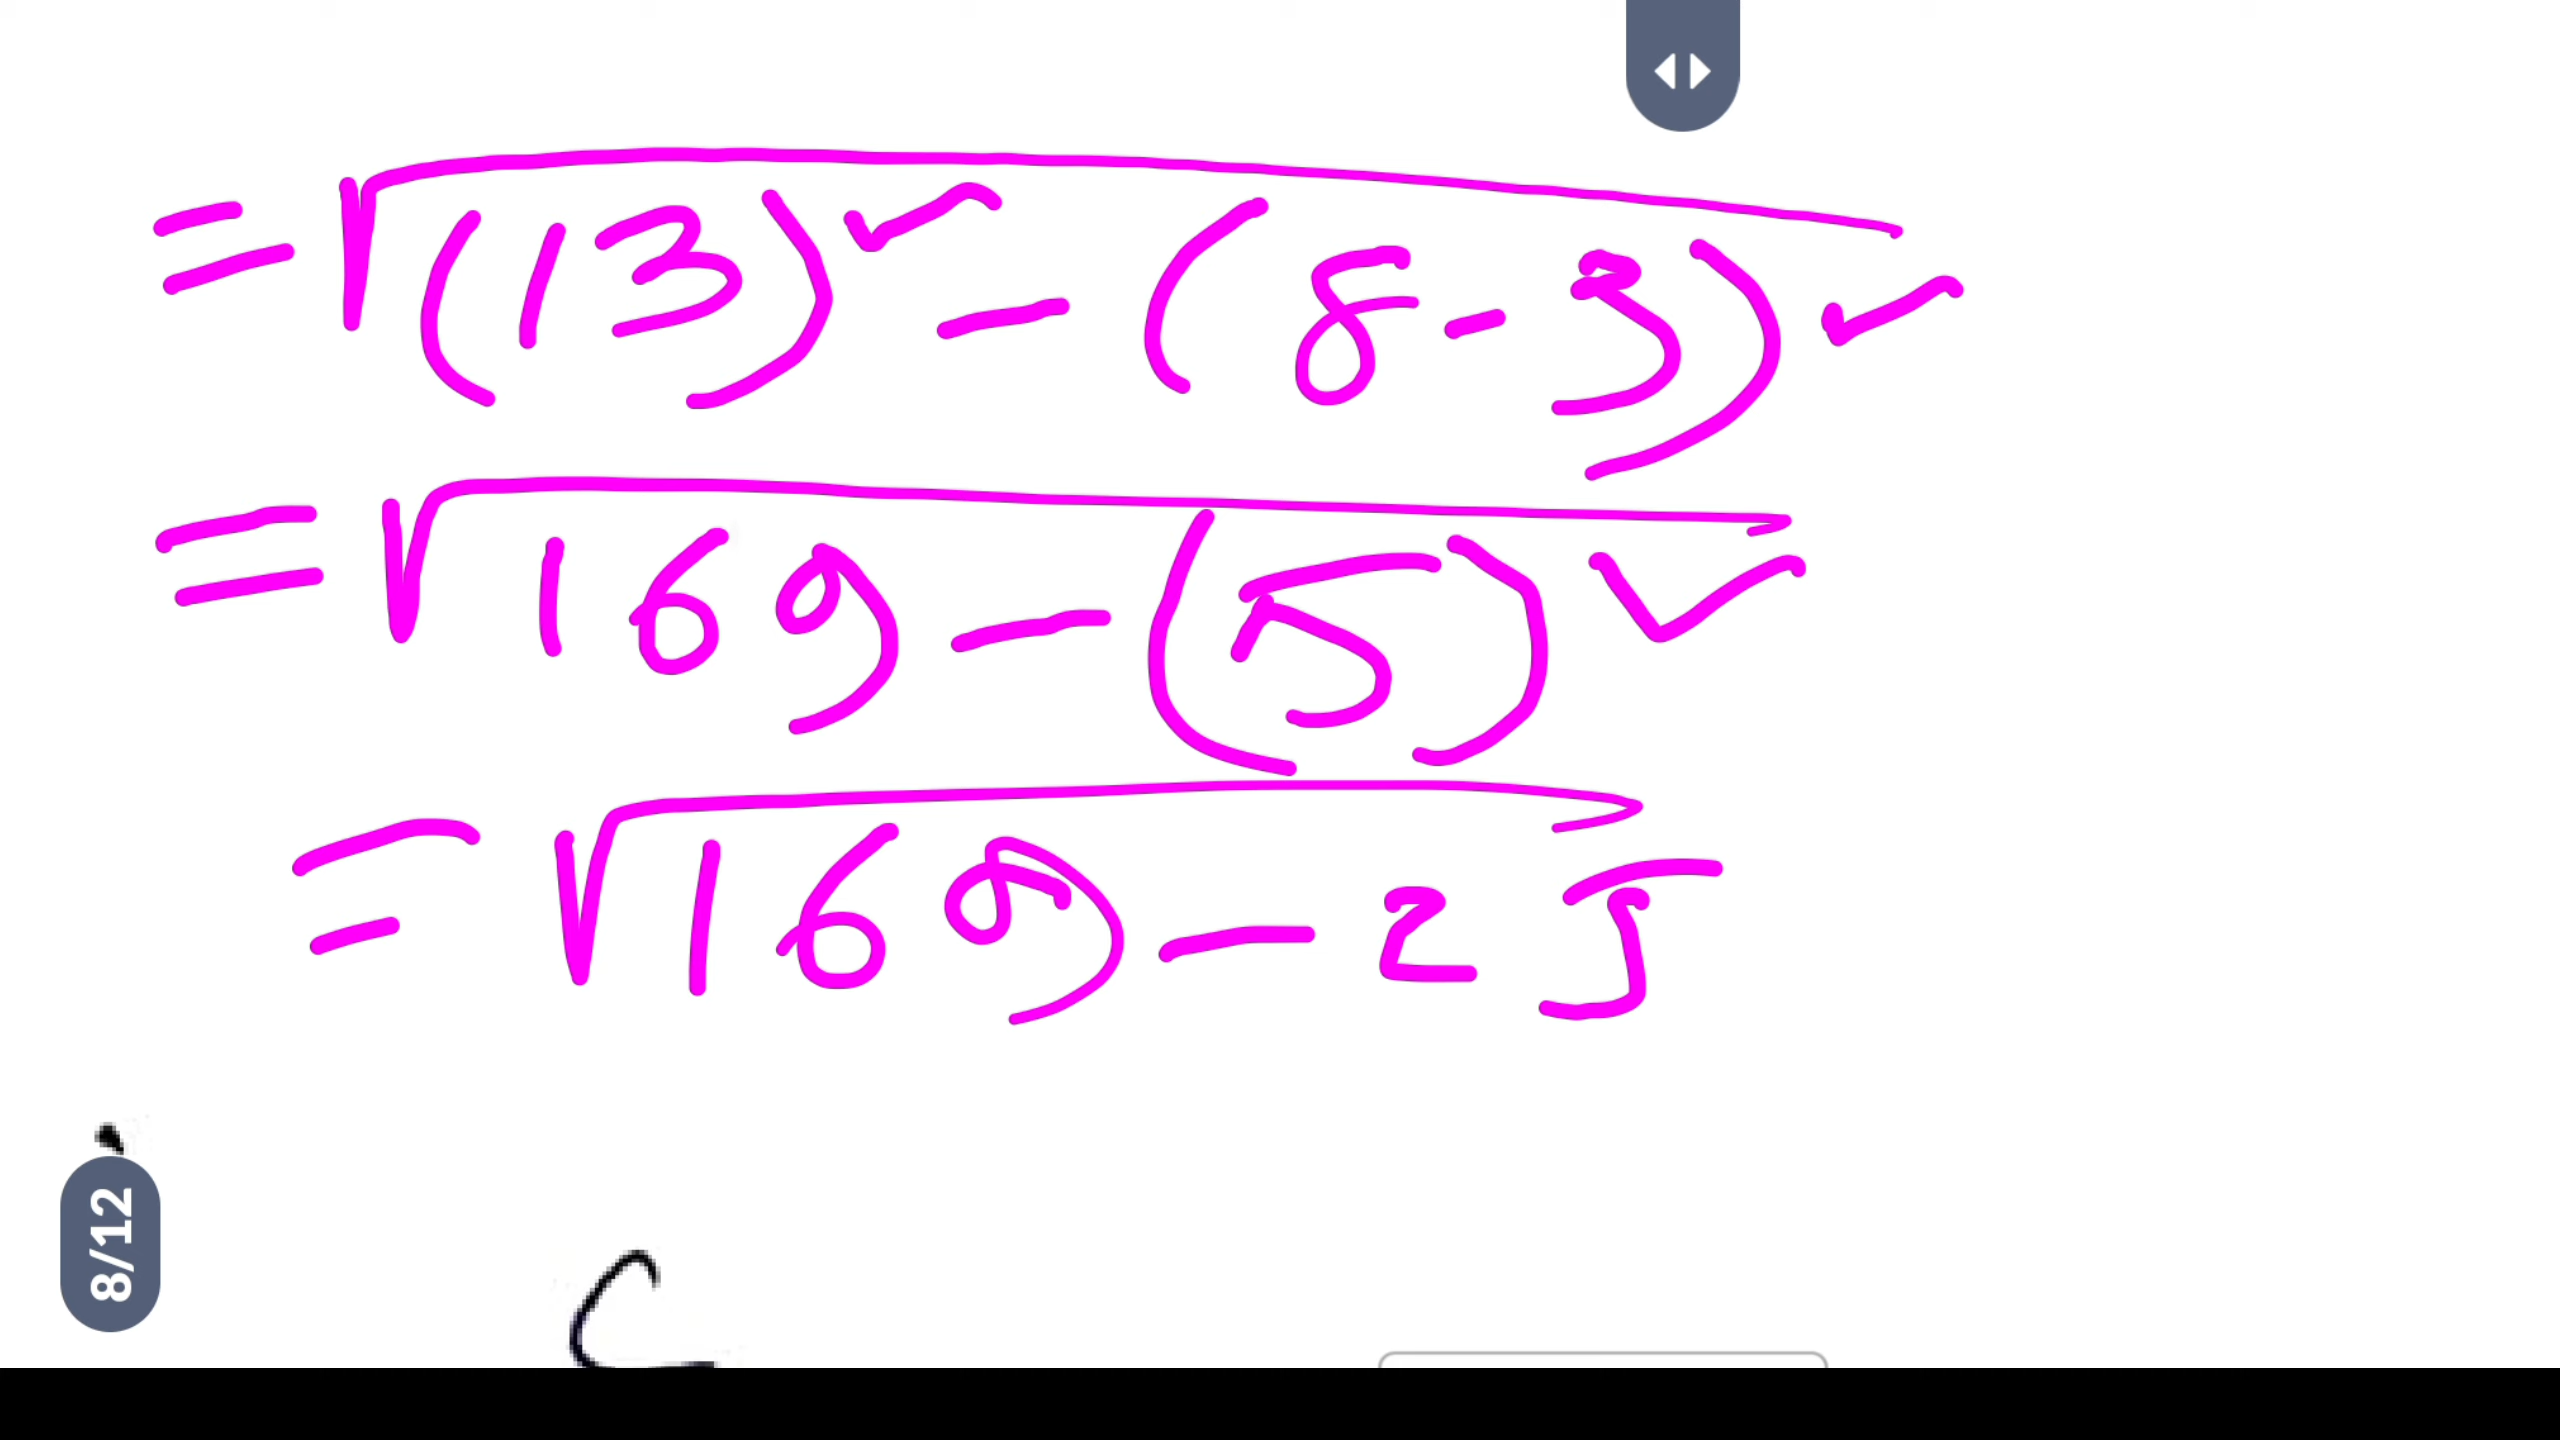 = √(13)² - (8-3)²
= √169 - (5)²
= √169 - 25
8/12